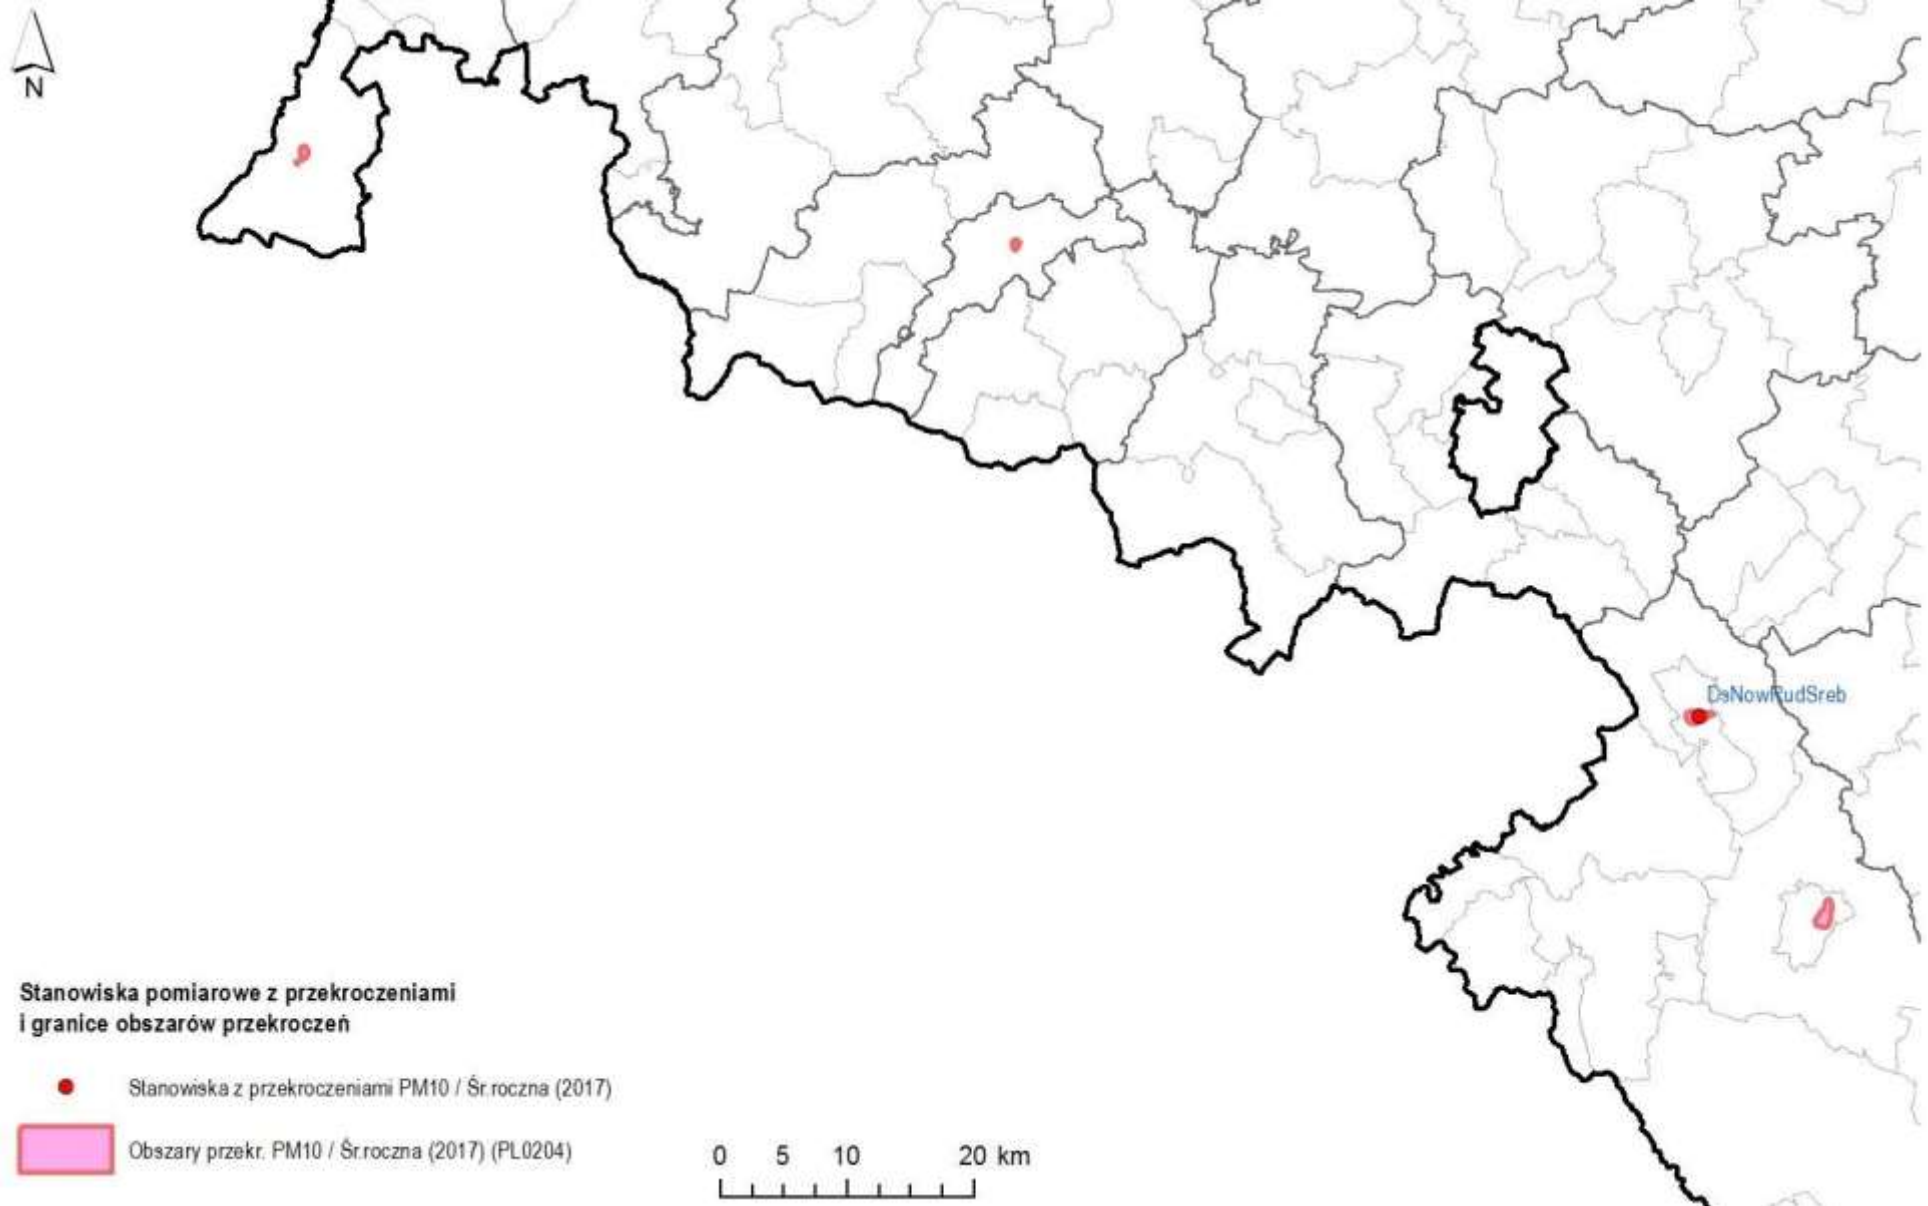 N
DsNowRudSreb
Stanowiska pomiarowe z przekroczeniami
i granice obszarów przekroczeń
Stanowiska z przekroczeniami PM10 / Śr.roczna (2017)
Obszary przekr. PM10 / Śr.roczna (2017) (PL0204)
0 5 10 20 km